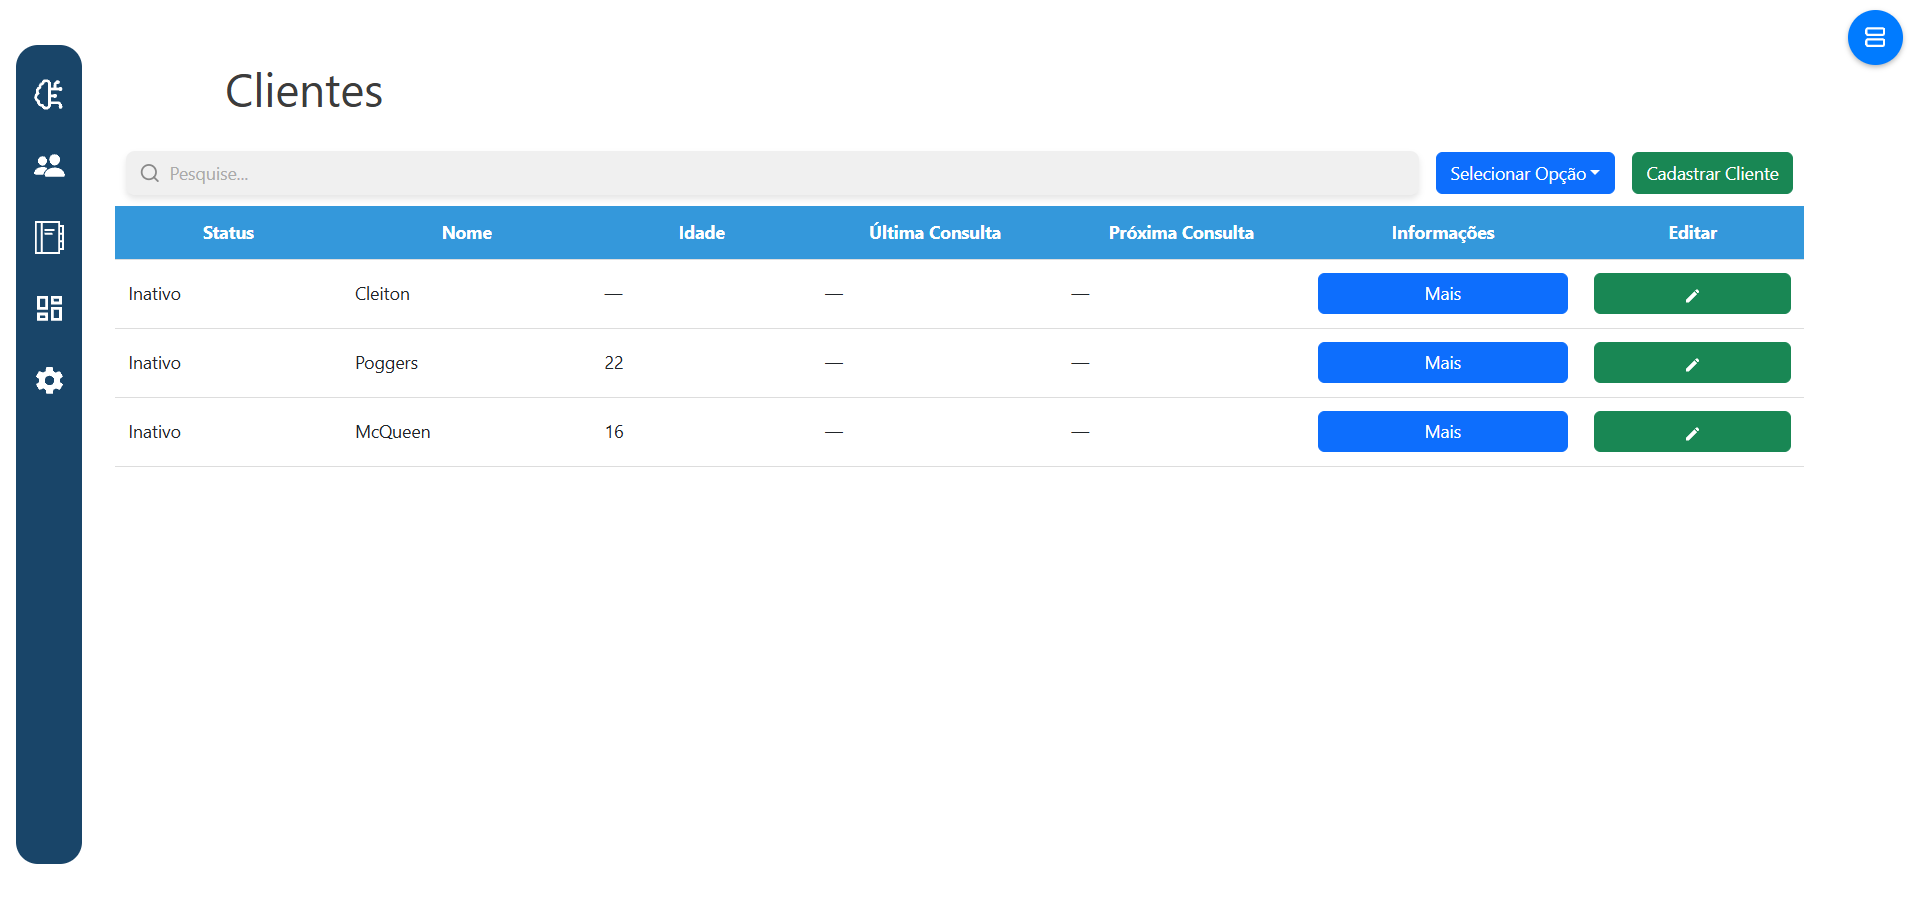 Clientes
Pesquise... Selecionar Opção Cadastrar Cliente
Status Nome Idade Última Consulta Próxima Consulta Informações Editar
Inativo Cleiton — — — Mais
Inativo Poggers 22 — — Mais
Inativo McQueen 16 — — Mais